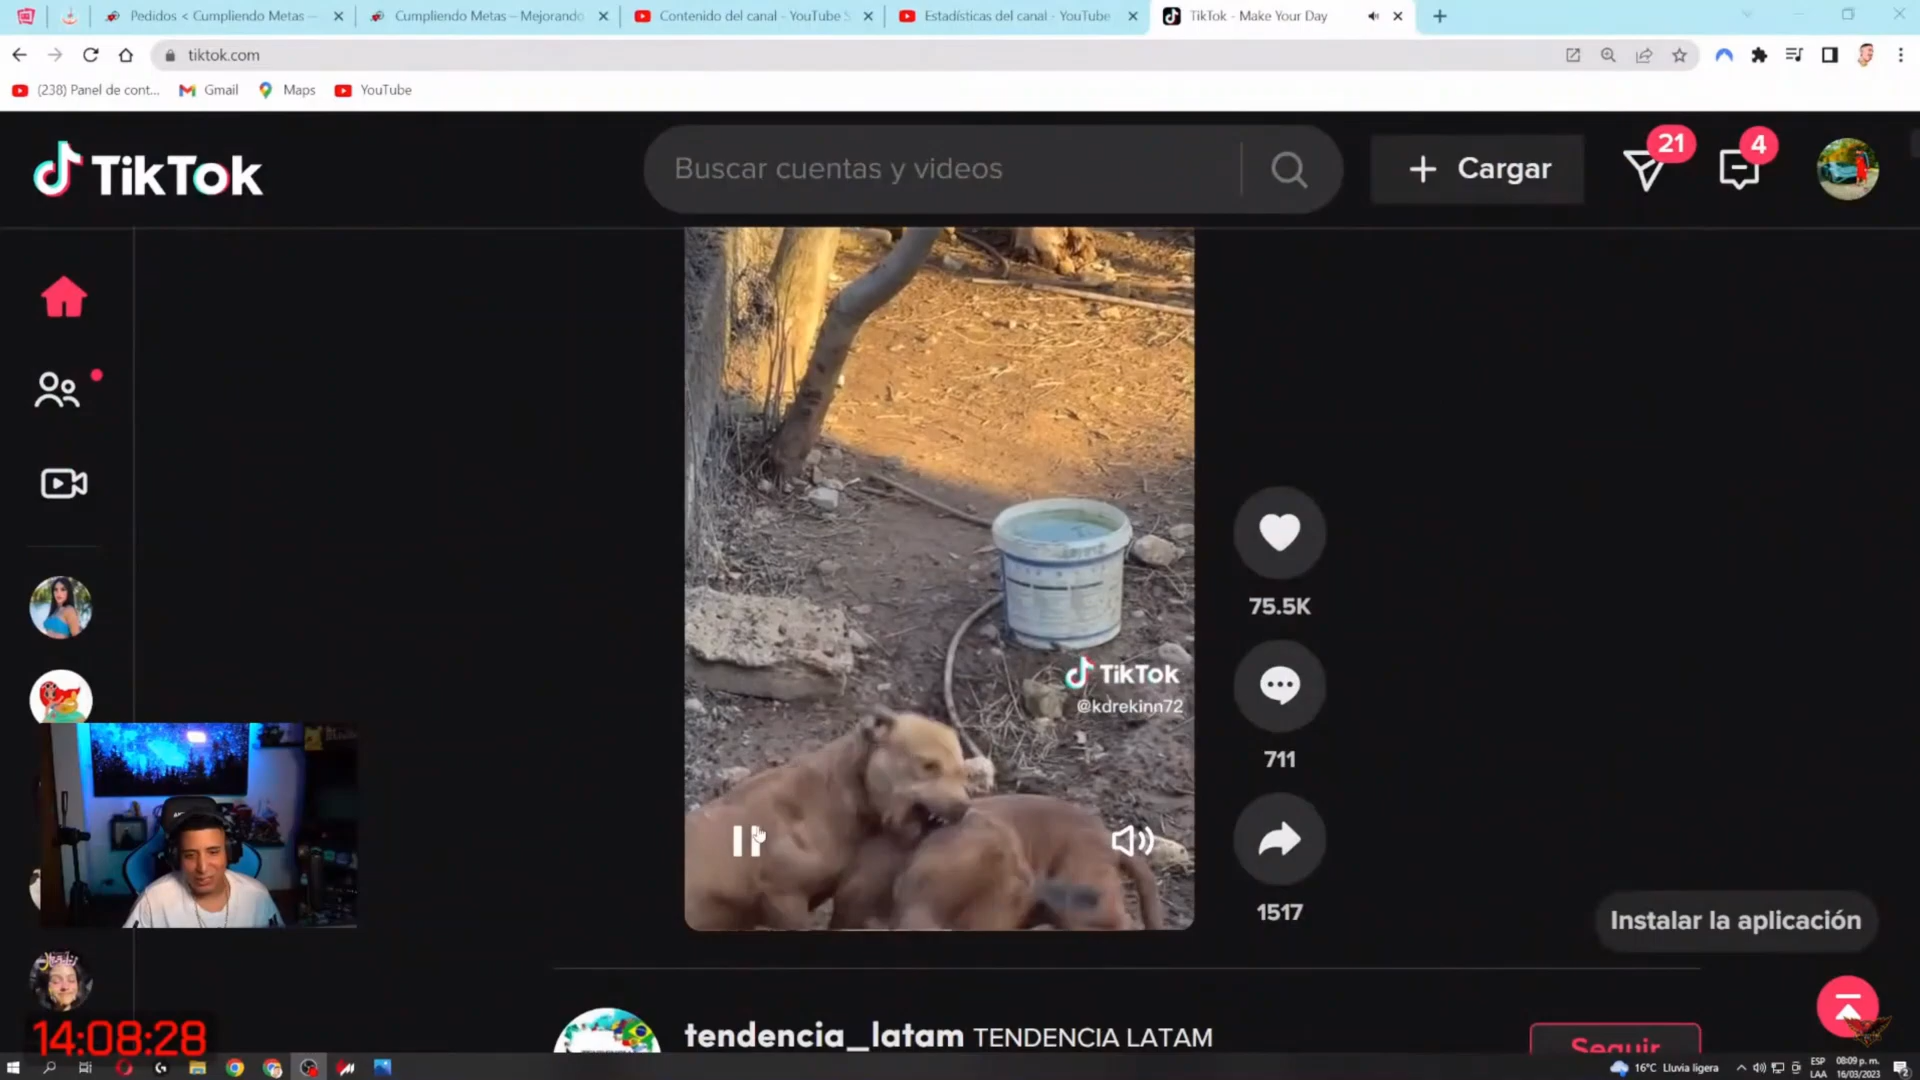 Pedidos < Cumpliendo Metas —
Cumpliendo Metas – Mejorando
Contenido del canal - YouTube S
Estadísticas del canal - YouTube
TikTok - Make Your Day
tiktok.com
(238) Panel de cont...
Gmail
Maps
YouTube
TikTok
Buscar cuentas y videos
Cargar
21
4
75.5K
TikTok
@kdrekinn72
711
1517
Instalar la aplicación
tendencia_latam TENDENCIA LATAM
Seguir
14:08:28
16°C Lluvia ligera
ESP
LAA
08:09 p. m.
16/03/2023
2